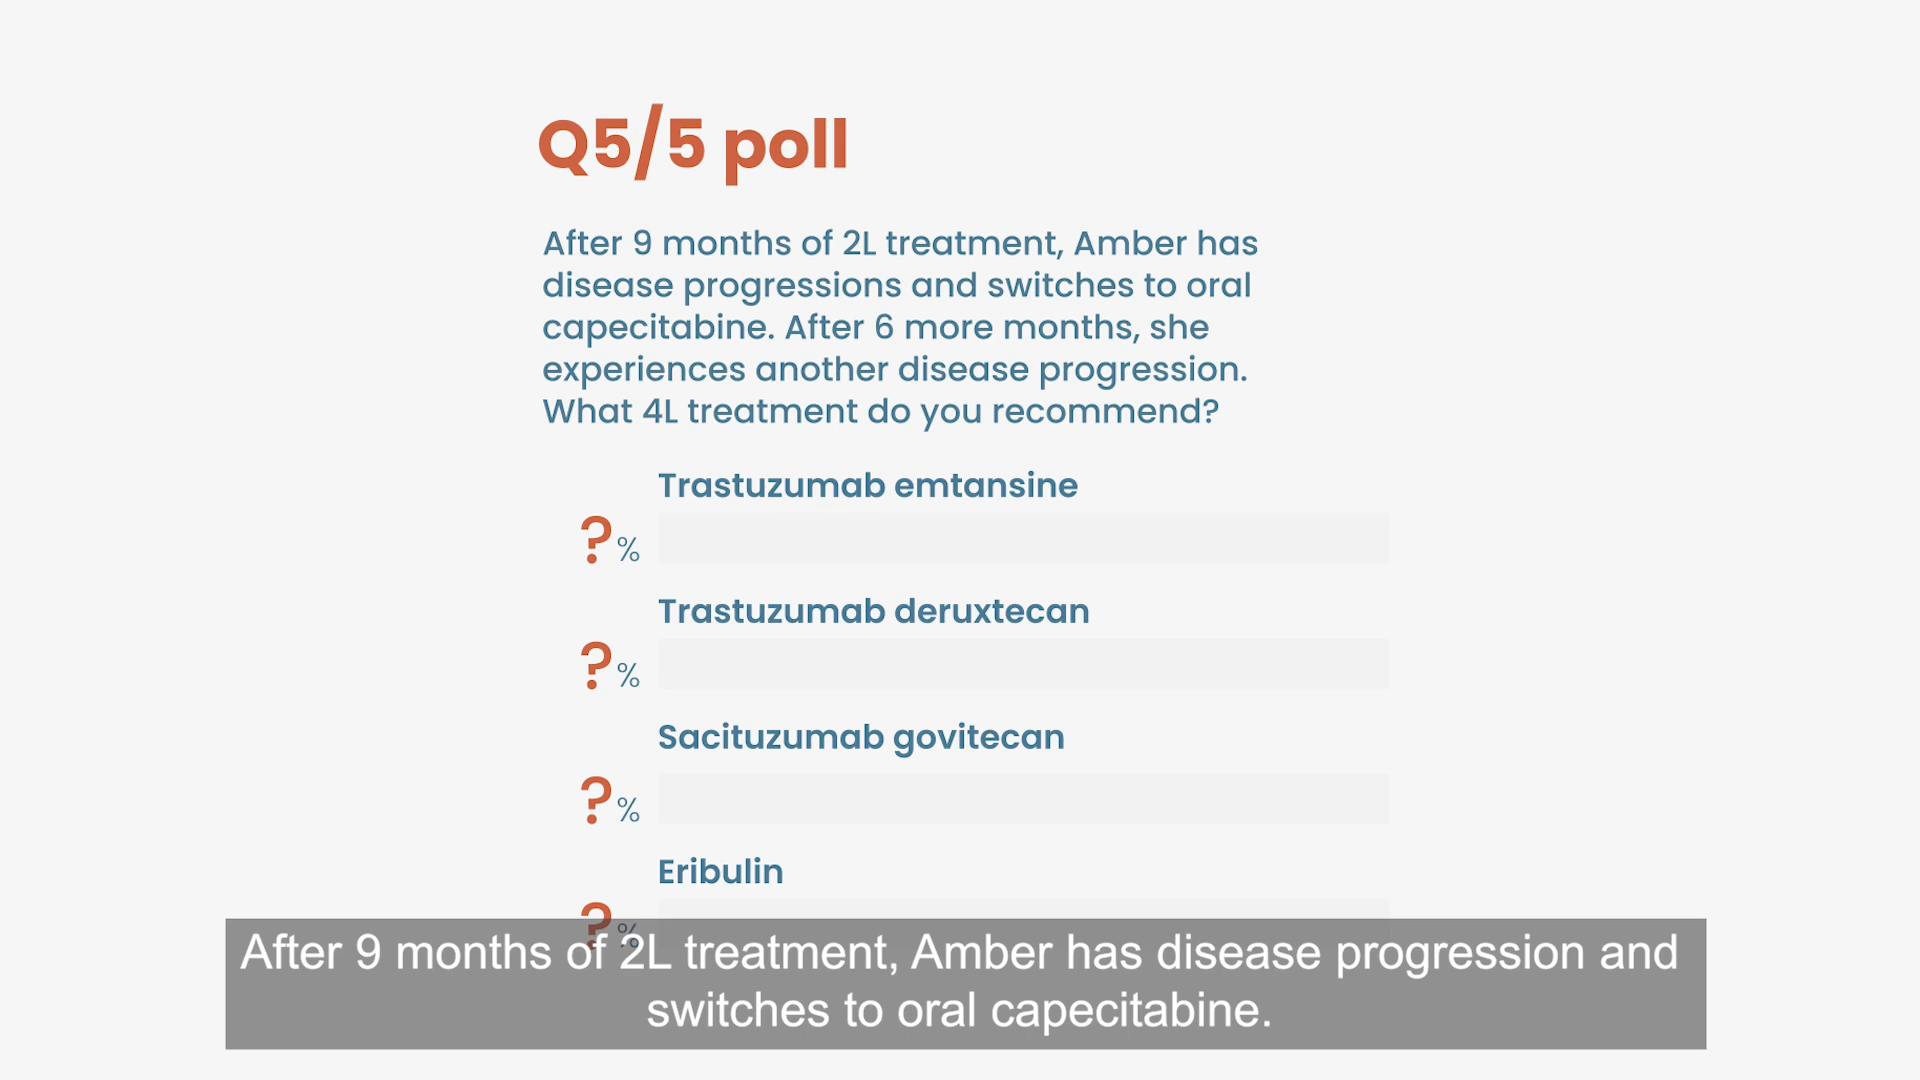 Q5/5 poll
After 9 months of 2L treatment, Amber has
disease progressions and switches to oral
capecitabine. After 6 more months, she
experiences another disease progression.
What 4L treatment do you recommend?
Trastuzumab emtansine
?%
Trastuzumab deruxtecan
?%
Sacituzumab govitecan
?%
Eribulin
?%
After 9 months of 2L treatment, Amber has disease progression and
switches to oral capecitabine.